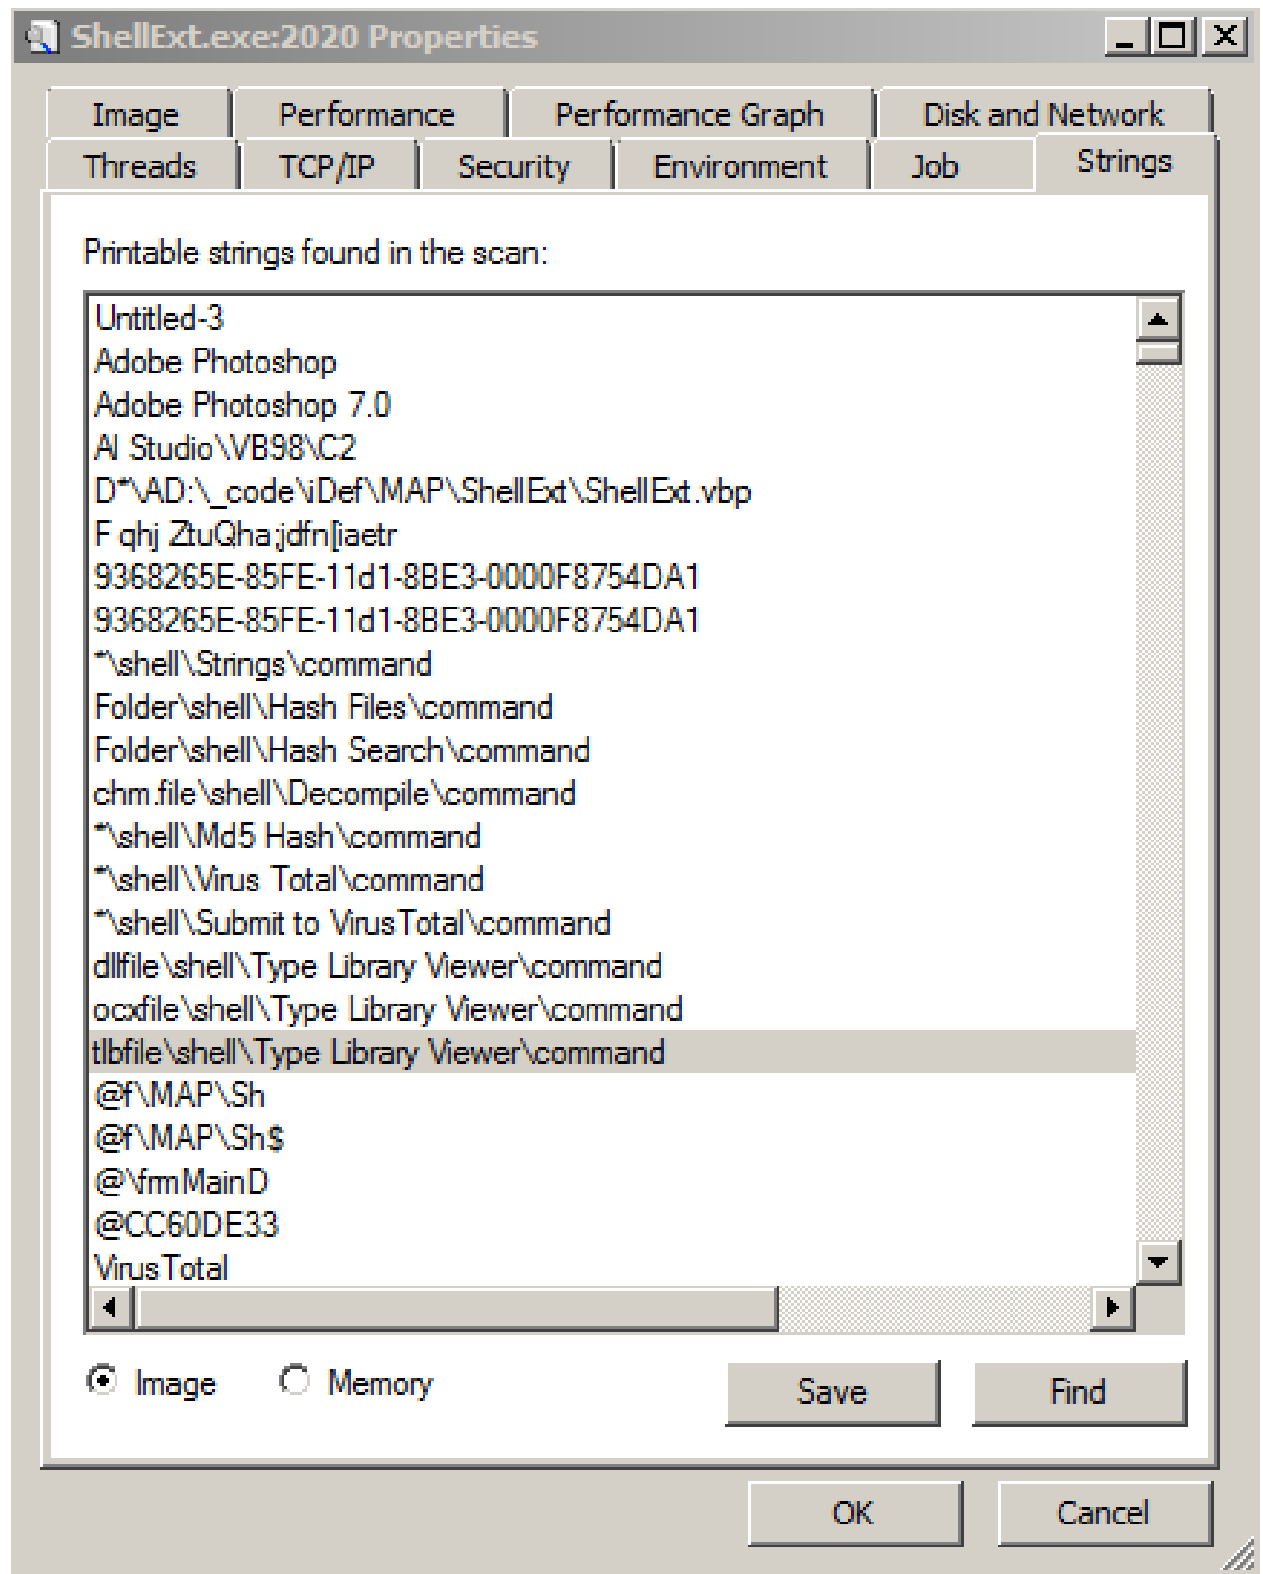 ShellExt.exe:2020 Properties
Image Performance Performance Graph Disk and Network
Threads TCP/IP Security Environment Job Strings
Printable strings found in the scan:
Untitled-3
Adobe Photoshop
Adobe Photoshop 7.0
Al Studio\VB98\C2
D*\AD:\_code\iDef\MAP\ShellExt\ShellExt.vbp
F qhj ZtuQha;jdfn[iaetr
9368265E-85FE-11d1-8BE3-0000F8754DA1
9368265E-85FE-11d1-8BE3-0000F8754DA1
*\shell\Strings\command
Folder\shell\Hash Files\command
Folder\shell\Hash Search\command
chm.file\shell\Decompile\command
*\shell\Md5 Hash\command
*\shell\Virus Total\command
*\shell\Submit to VirusTotal\command
dllfile\shell\Type Library Viewer\command
ocxfile\shell\Type Library Viewer\command
tlbfile\shell\Type Library Viewer\command
@f\MAP\Sh
@f\MAP\Sh$
@\frmMainD
@CC60DE33
VirusTotal
Image Memory Save Find
OK Cancel